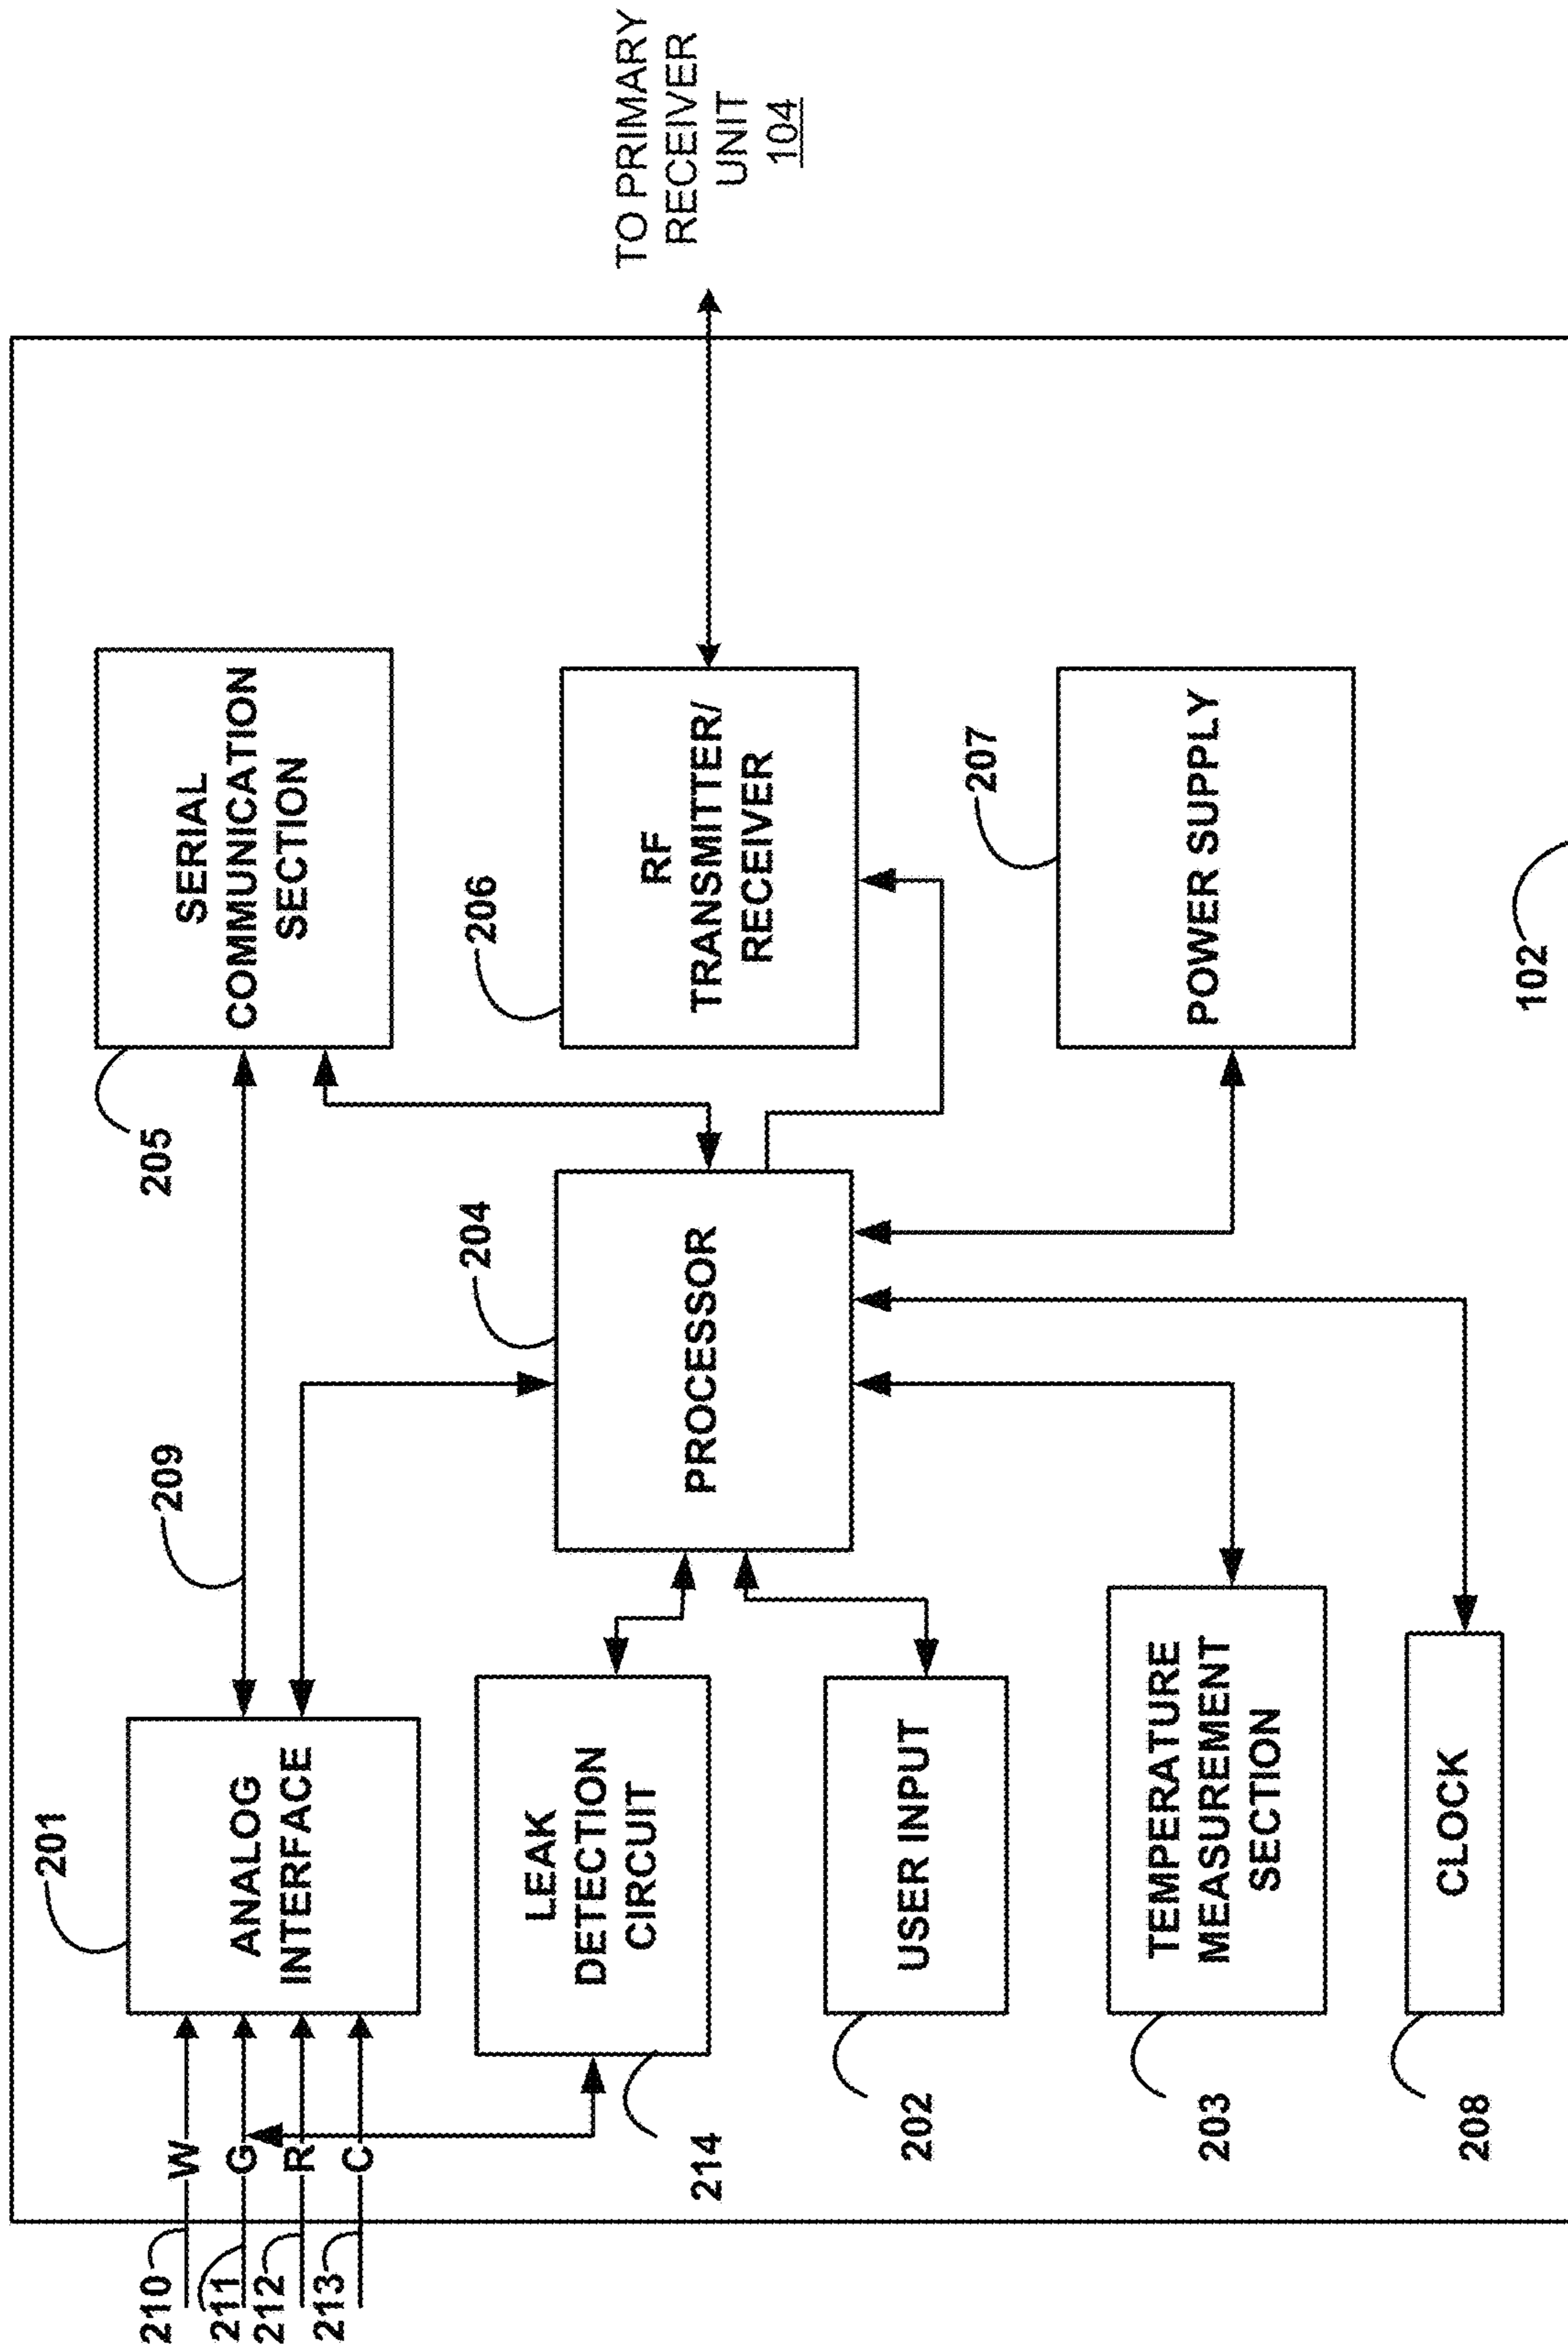 210
W
211
G
212
R
213
C
201
ANALOG
INTERFACE
209
205
SERIAL
COMMUNICATION
SECTION
214
LEAK
DETECTION
CIRCUIT
204
PROCESSOR
206
RF
TRANSMITTER/
RECEIVER
TO PRIMARY
RECEIVER
UNIT
104
202
USER INPUT
207
POWER SUPPLY
203
TEMPERATURE
MEASUREMENT
SECTION
208
CLOCK
102